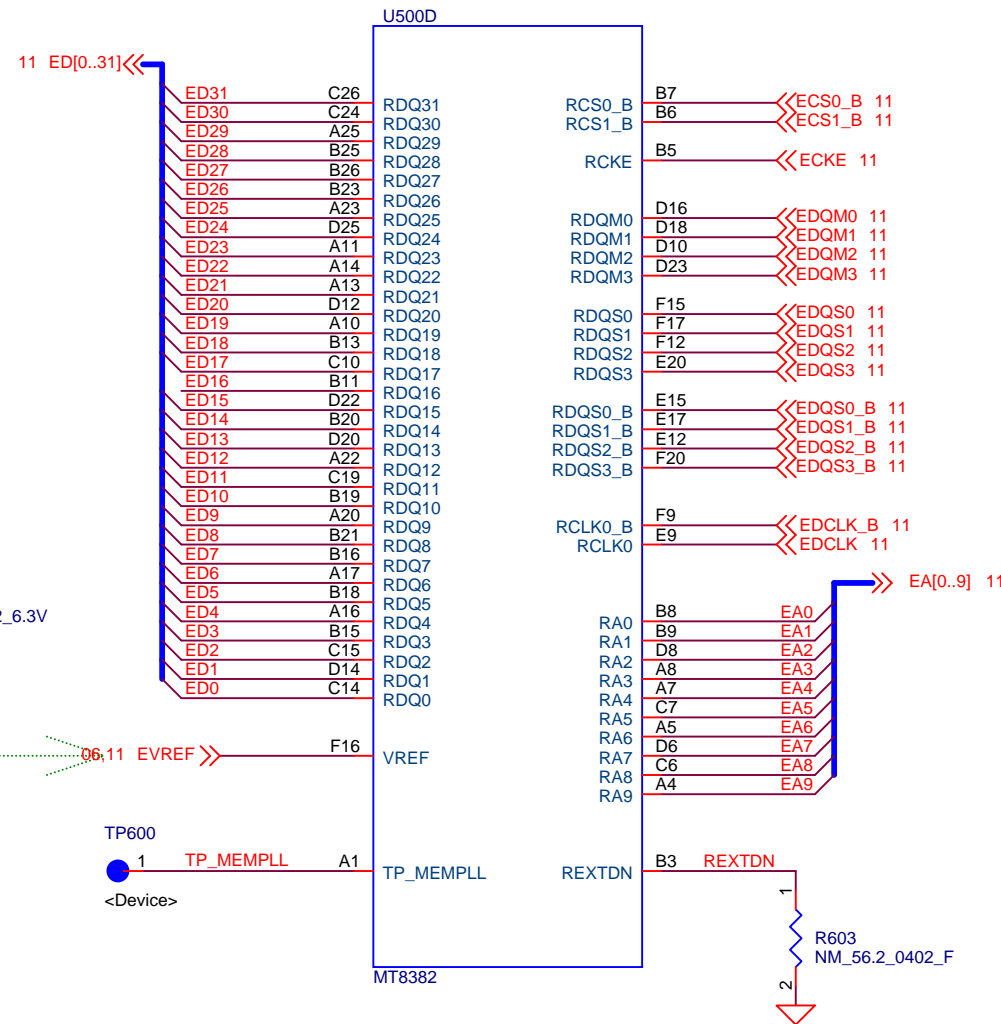 U500D
11 ED[0..31]
ED31 C26 RDQ31
ED30 C24 RDQ30
ED29 A25 RDQ29
ED28 B25 RDQ28
ED27 B26 RDQ27
ED26 B23 RDQ26
ED25 A23 RDQ25
ED24 D25 RDQ24
ED23 A11 RDQ23
ED22 A14 RDQ22
ED21 A13 RDQ21
ED20 D12 RDQ20
ED19 A10 RDQ19
ED18 B13 RDQ18
ED17 C10 RDQ17
ED16 B11 RDQ16
ED15 D22 RDQ15
ED14 B20 RDQ14
ED13 D20 RDQ13
ED12 A22 RDQ12
ED11 C19 RDQ11
ED10 B19 RDQ10
ED9 A20 RDQ9
ED8 B21 RDQ8
ED7 B16 RDQ7
ED6 A17 RDQ6
ED5 B18 RDQ5
ED4 A16 RDQ4
ED3 B15 RDQ3
ED2 C15 RDQ2
ED1 D14 RDQ1
ED0 C14 RDQ0
2_6.3V
06,11 EVREF F16 VREF
TP600
1 TP_MEMPLL A1 TP_MEMPLL
<Device>
RCS0_B B7 ECS0_B 11
RCS1_B B6 ECS1_B 11
RCKE B5 ECKE 11
RDQM0 D16 EDQM0 11
RDQM1 D18 EDQM1 11
RDQM2 D10 EDQM2 11
RDQM3 D23 EDQM3 11
RDQS0 F15 EDQS0 11
RDQS1 F17 EDQS1 11
RDQS2 F12 EDQS2 11
RDQS3 E20 EDQS3 11
RDQS0_B E15 EDQS0_B 11
RDQS1_B E17 EDQS1_B 11
RDQS2_B E12 EDQS2_B 11
RDQS3_B F20 EDQS3_B 11
RCLK0_B F9 EDCLK_B 11
RCLK0 E9 EDCLK 11
EA[0..9] 11
RA0 B8 EA0
RA1 B9 EA1
RA2 D8 EA2
RA3 A8 EA3
RA4 A7 EA4
RA5 C7 EA5
RA6 A5 EA6
RA7 D6 EA7
RA8 C6 EA8
RA9 A4 EA9
REXTDN B3 REXTDN
1
R603
NM_56.2_0402_F
2
MT8382